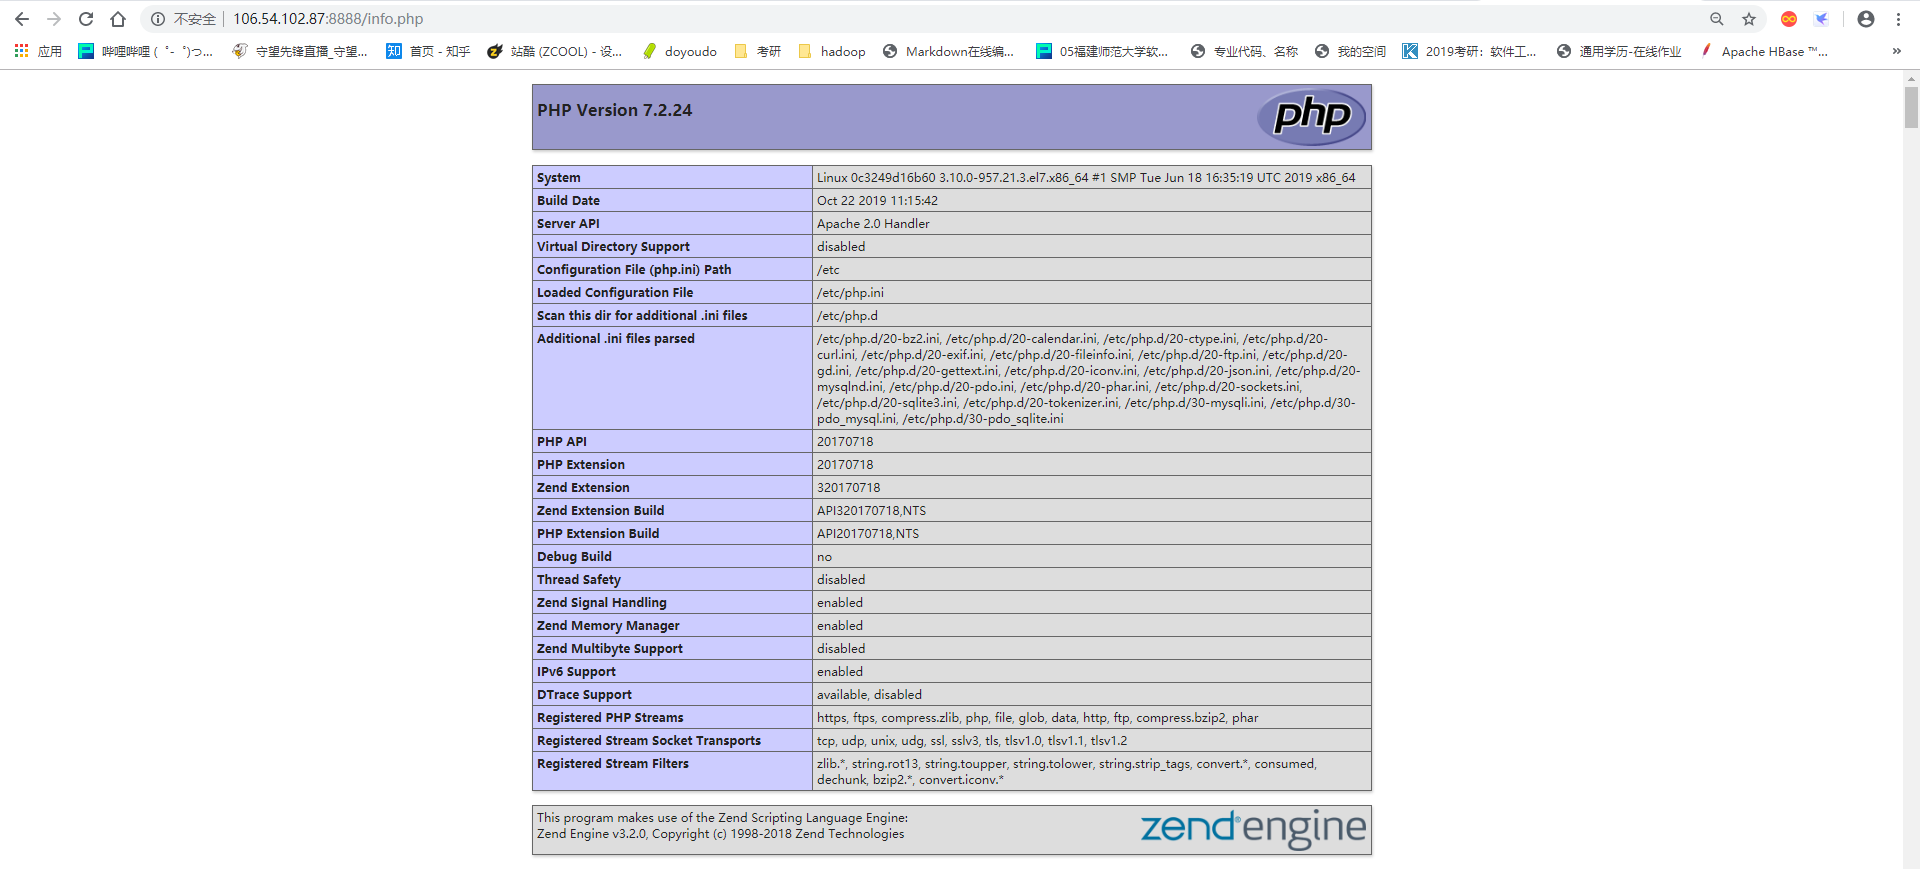 不安全 106.54.102.87:8888/info.php
应用 哔哩哔哩 ( ゜- ゜)つ... 守望先锋直播_守望... 首页 - 知乎 站酷 (ZCOOL) - 设... doyoudo 考研 hadoop Markdown在线编... 05福建师范大学软... 专业代码、名称 我的空间 2019考研：软件工... 通用学历-在线作业 Apache HBase ™... »
PHP Version 7.2.24 php
System Linux 0c3249d16b60 3.10.0-957.21.3.el7.x86_64 #1 SMP Tue Jun 18 16:35:19 UTC 2019 x86_64
Build Date Oct 22 2019 11:15:42
Server API Apache 2.0 Handler
Virtual Directory Support disabled
Configuration File (php.ini) Path /etc
Loaded Configuration File /etc/php.ini
Scan this dir for additional .ini files /etc/php.d
Additional .ini files parsed /etc/php.d/20-bz2.ini, /etc/php.d/20-calendar.ini, /etc/php.d/20-ctype.ini, /etc/php.d/20-
curl.ini, /etc/php.d/20-exif.ini, /etc/php.d/20-fileinfo.ini, /etc/php.d/20-ftp.ini, /etc/php.d/20-
gd.ini, /etc/php.d/20-gettext.ini, /etc/php.d/20-iconv.ini, /etc/php.d/20-json.ini, /etc/php.d/20-
mysqlnd.ini, /etc/php.d/20-pdo.ini, /etc/php.d/20-phar.ini, /etc/php.d/20-sockets.ini,
/etc/php.d/20-sqlite3.ini, /etc/php.d/20-tokenizer.ini, /etc/php.d/30-mysqli.ini, /etc/php.d/30-
pdo_mysql.ini, /etc/php.d/30-pdo_sqlite.ini
PHP API 20170718
PHP Extension 20170718
Zend Extension 320170718
Zend Extension Build API320170718,NTS
PHP Extension Build API20170718,NTS
Debug Build no
Thread Safety disabled
Zend Signal Handling enabled
Zend Memory Manager enabled
Zend Multibyte Support disabled
IPv6 Support enabled
DTrace Support available, disabled
Registered PHP Streams https, ftps, compress.zlib, php, file, glob, data, http, ftp, compress.bzip2, phar
Registered Stream Socket Transports tcp, udp, unix, udg, ssl, sslv3, tls, tlsv1.0, tlsv1.1, tlsv1.2
Registered Stream Filters zlib.*, string.rot13, string.toupper, string.tolower, string.strip_tags, convert.*, consumed,
dechunk, bzip2.*, convert.iconv.*
This program makes use of the Zend Scripting Language Engine:
Zend Engine v3.2.0, Copyright (c) 1998-2018 Zend Technologies
zend® engine